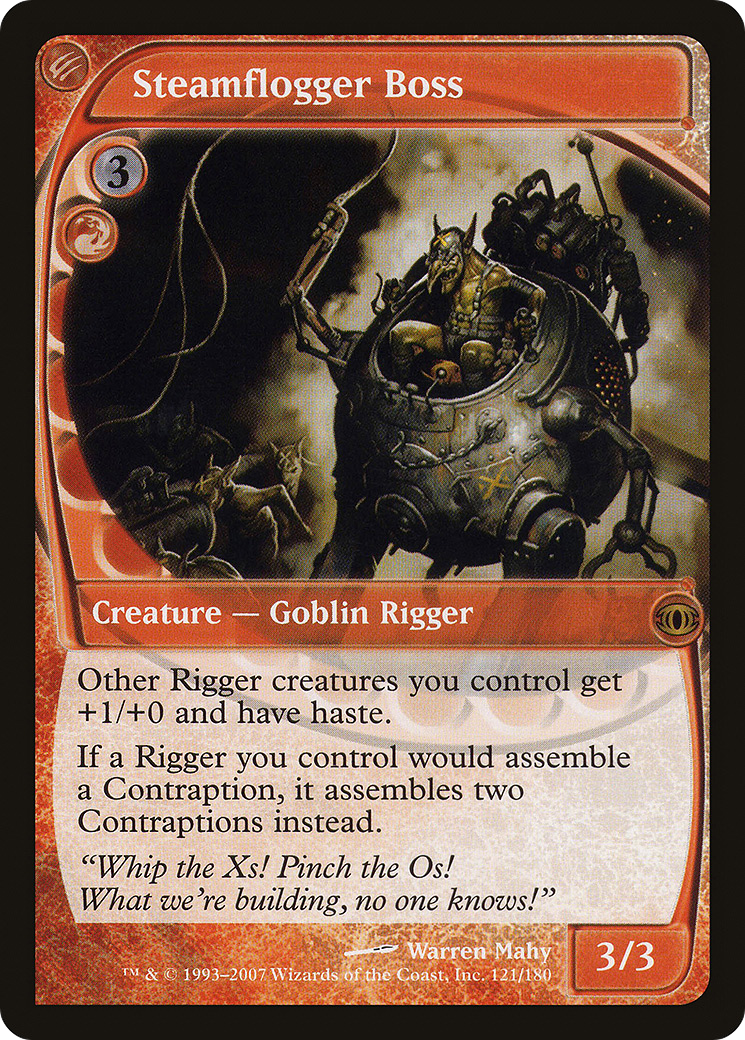 Steamflogger Boss
3
Creature — Goblin Rigger
Other Rigger creatures you control get
+1/+0 and have haste.
If a Rigger you control would assemble
a Contraption, it assembles two
Contraptions instead.
“Whip the Xs! Pinch the Os!
What we’re building, no one knows!”
Warren Mahy
™ & © 1993–2007 Wizards of the Coast, Inc. 121/180
3/3